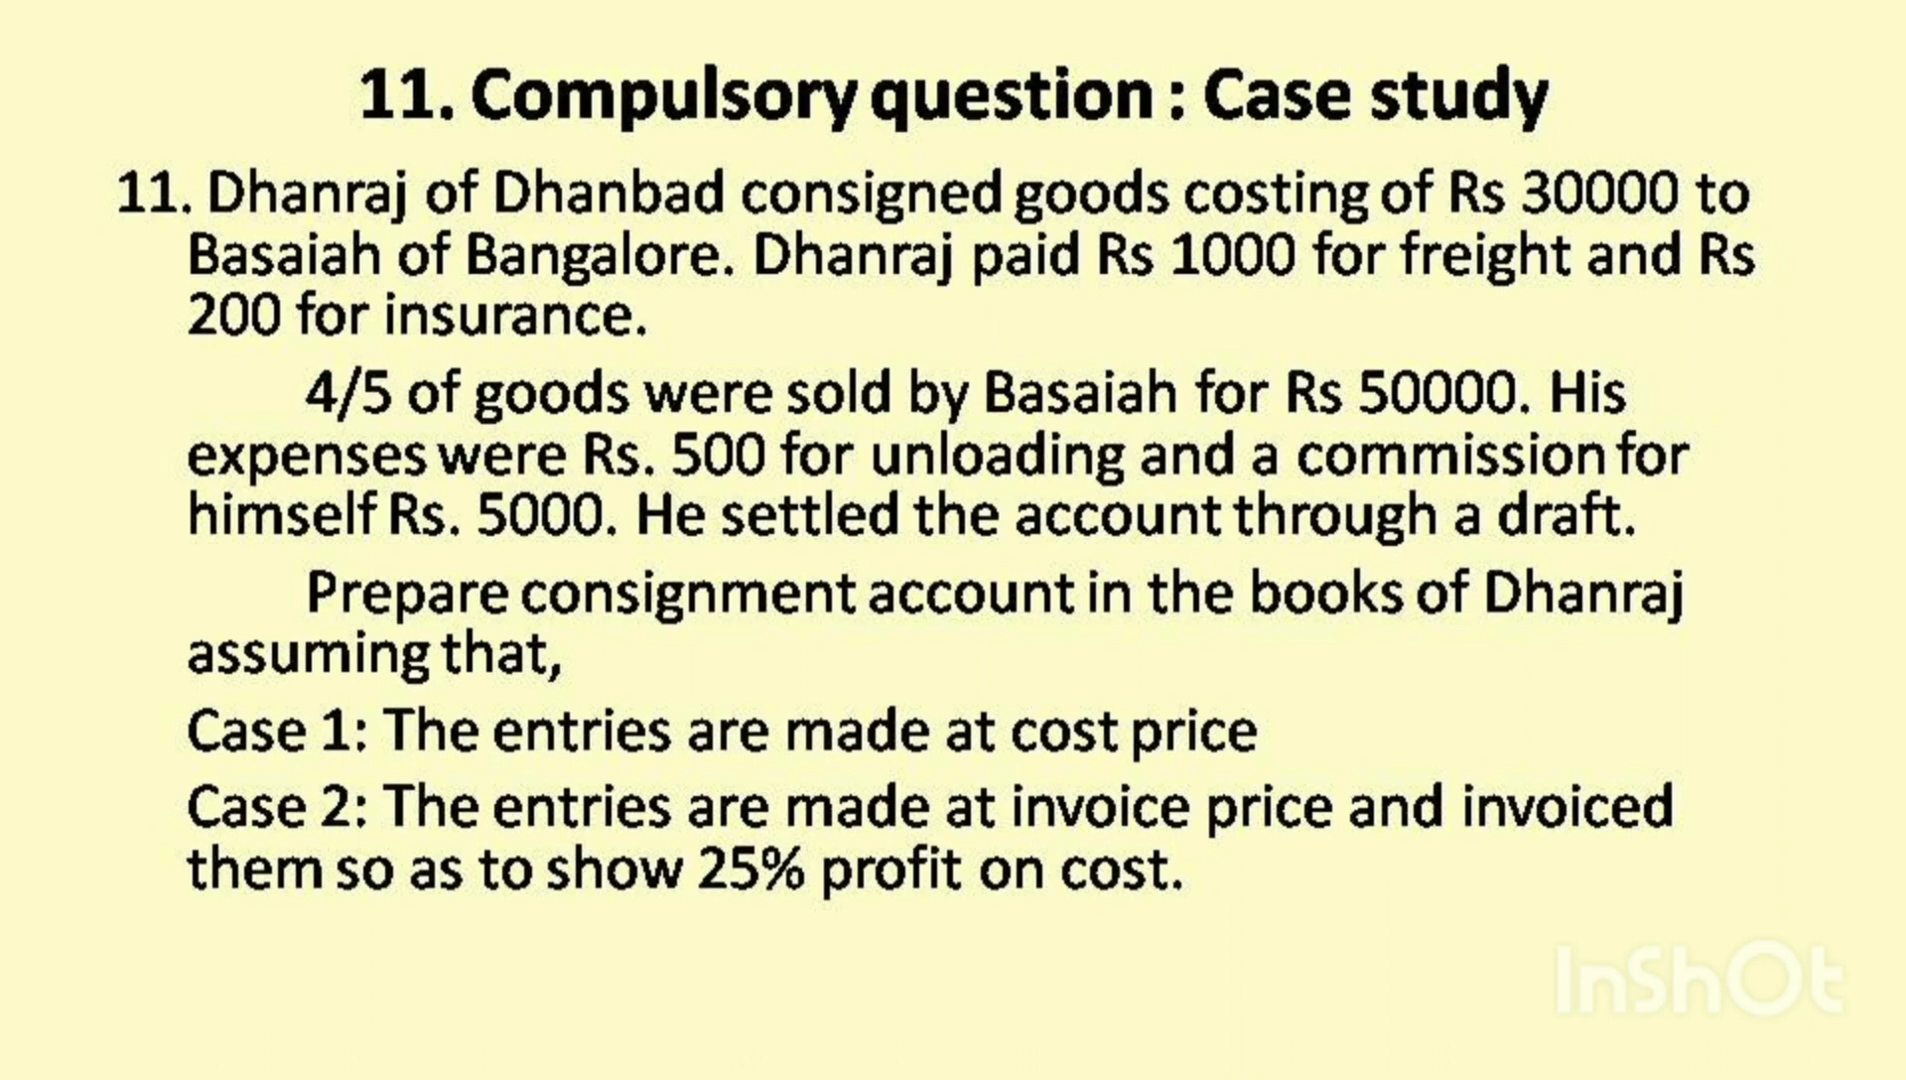 11. Compulsory question : Case study
11. Dhanraj of Dhanbad consigned goods costing of Rs 30000 to
Basaiah of Bangalore. Dhanraj paid Rs 1000 for freight and Rs
200 for insurance.
4/5 of goods were sold by Basaiah for Rs 50000. His
expenses were Rs. 500 for unloading and a commission for
himself Rs. 5000. He settled the account through a draft.
Prepare consignment account in the books of Dhanraj
assuming that,
Case 1: The entries are made at cost price
Case 2: The entries are made at invoice price and invoiced
them so as to show 25% profit on cost.
InShOt